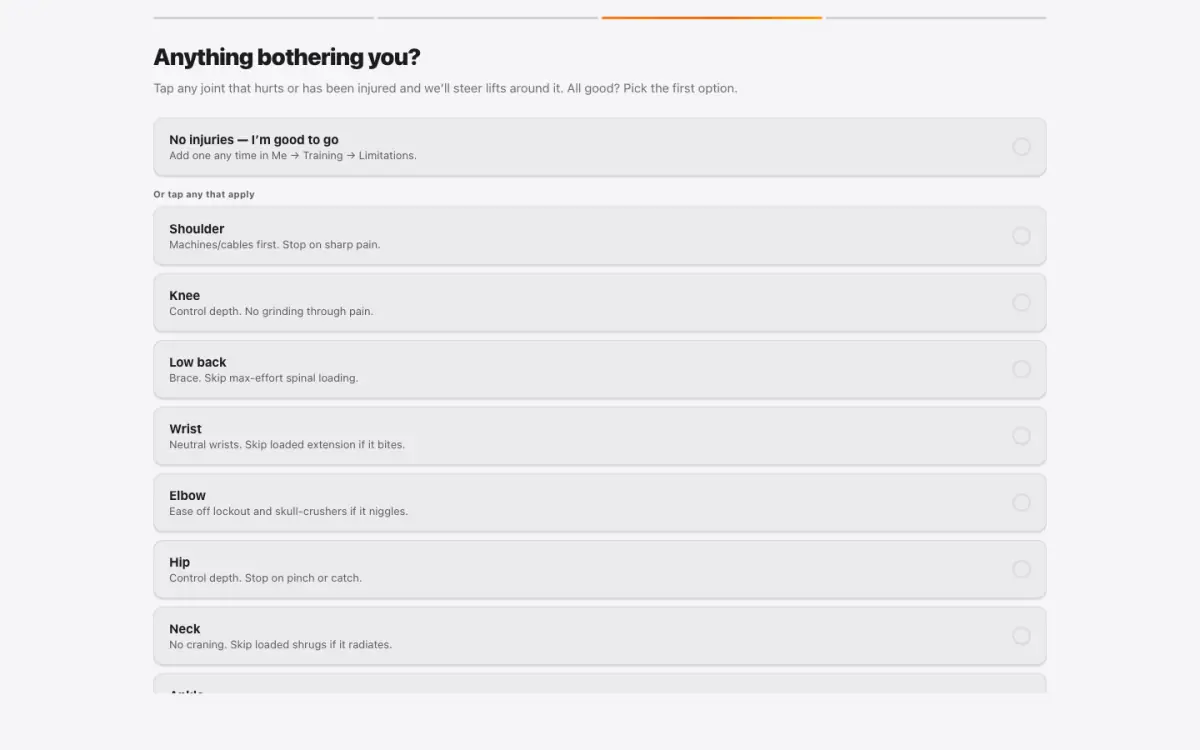 Anything bothering you?
Tap any joint that hurts or has been injured and we'll steer lifts around it. All good? Pick the first option.
No injuries — I'm good to go
Add one any time in Me → Training → Limitations.
Or tap any that apply
Shoulder
Machines/cables first. Stop on sharp pain.
Knee
Control depth. No grinding through pain.
Low back
Brace. Skip max-effort spinal loading.
Wrist
Neutral wrists. Skip loaded extension if it bites.
Elbow
Ease off lockout and skull-crushers if it niggles.
Hip
Control depth. Stop on pinch or catch.
Neck
No craning. Skip loaded shrugs if it radiates.